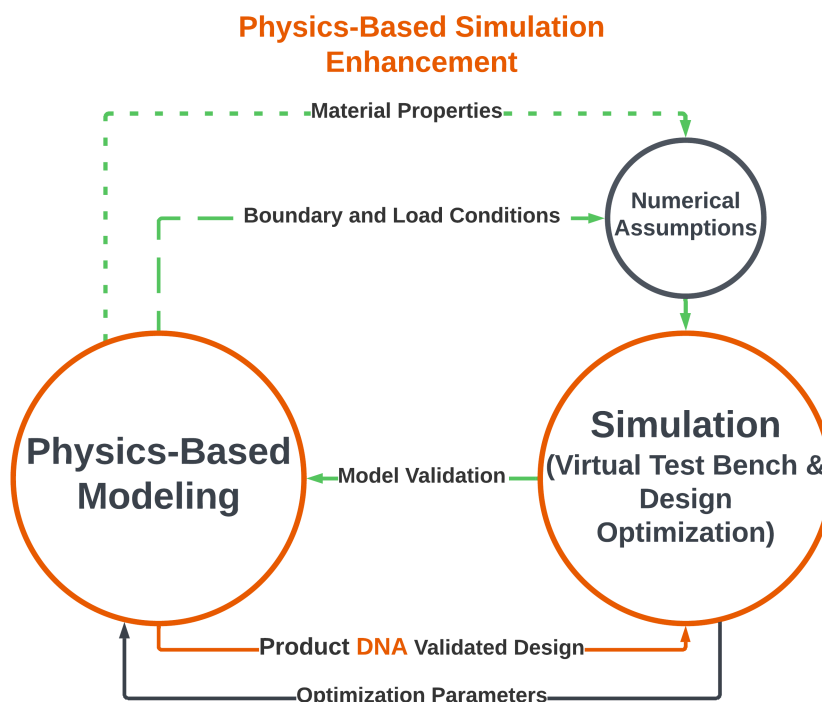 Physics-Based Simulation
Enhancement
Material Properties
Numerical
Assumptions
Boundary and Load Conditions
Physics-Based
Modeling
Simulation
(Virtual Test Bench &
Design
Optimization)
Model Validation
Product DNA Validated Design
Optimization Parameters